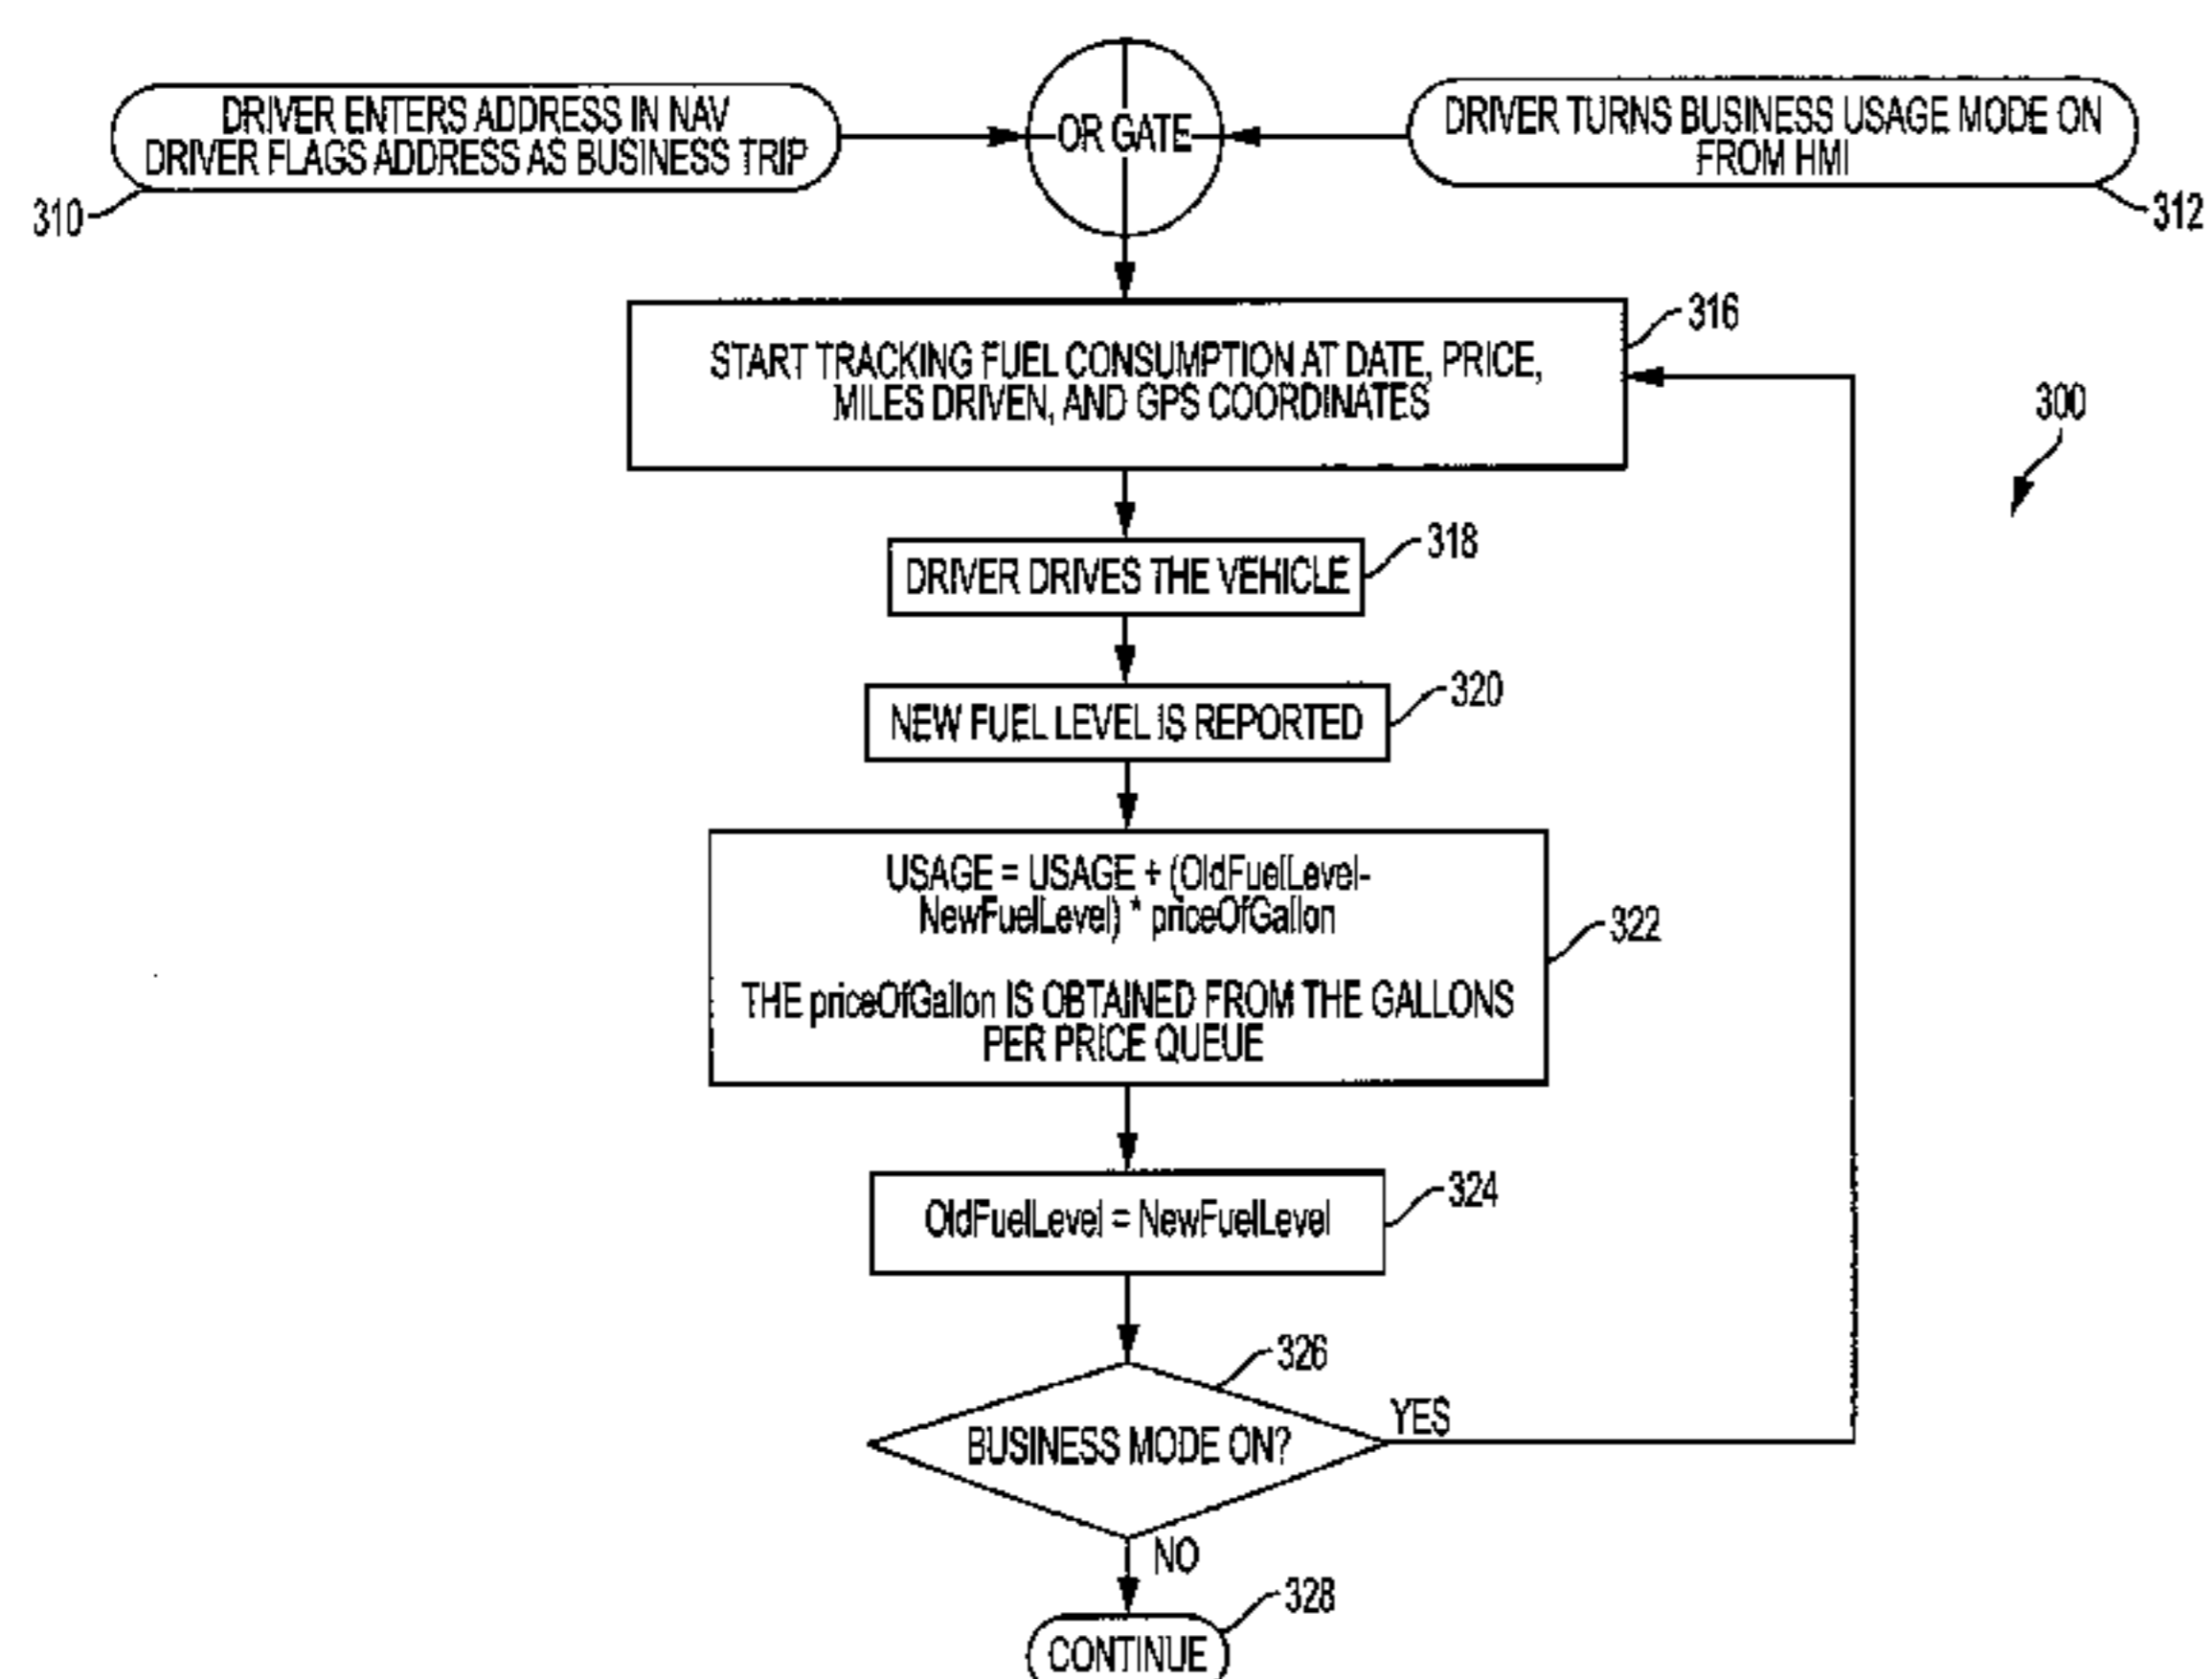 DRIVER ENTERS ADDRESS IN NAV
DRIVER FLAGS ADDRESS AS BUSINESS TRIP
310
OR GATE
DRIVER TURNS BUSINESS USAGE MODE ON
FROM HMI
312
START TRACKING FUEL CONSUMPTION AT DATE, PRICE,
MILES DRIVEN, AND GPS COORDINATES
316
300
DRIVER DRIVES THE VEHICLE
318
NEW FUEL LEVEL IS REPORTED
320
USAGE = USAGE + (OldFuelLevel-
NewFuelLevel) * priceOfGallon
THE priceOfGallon IS OBTAINED FROM THE GALLONS
PER PRICE QUEUE
322
OldFuelLevel = NewFuelLevel
324
BUSINESS MODE ON?
326
YES
NO
CONTINUE
328